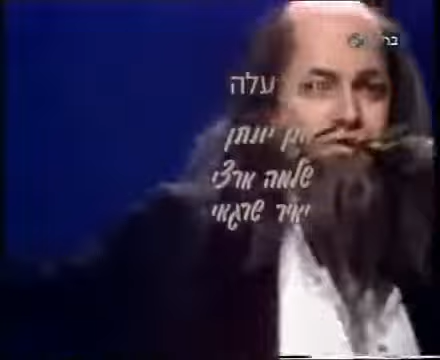 עלה
יונתן
שלמה ארצי
יאיר שרגאי